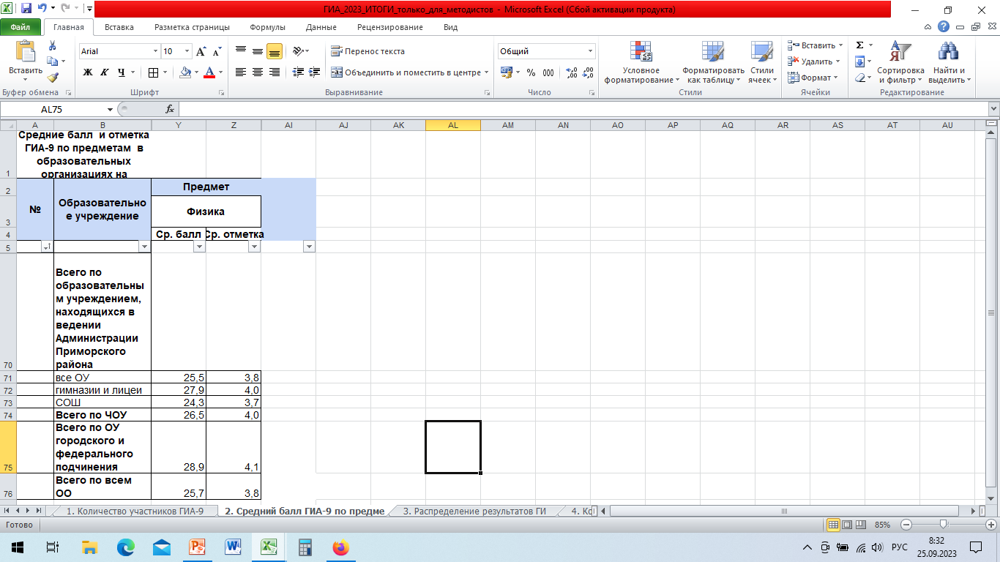 ГИА_2023_ИТОГИ_только_для_методистов - Microsoft Excel (Сбой активации продукта)
Файл Главная Вставка Разметка страницы Формулы Данные Рецензирование Вид
Вставить
Буфер обмена
Arial 10
Ж К Ч
Шрифт
Перенос текста
Объединить и поместить в центре
Выравнивание
Общий
% 000
Число
Условное форматирование
Форматировать как таблицу
Стили ячеек
Стили
Вставить
Удалить
Формат
Ячейки
Сортировка и фильтр
Найти и выделить
Редактирование
AL75 fx
A B Y Z AI AJ AK AL AM AN AO AP AQ AR AS AT AU
1
Средние балл и отметка
ГИА-9 по предметам в
образовательных
организациях на
2
3
4
5
№
Образовательно
е учреждение
Предмет
Физика
Ср. балл Ср. отметка
70
Всего по
образовательны
м учреждением,
находящихся в
ведении
Администрации
Приморского
района
71 все ОУ 25,5 3,8
72 гимназии и лицеи 27,9 4,0
73 СОШ 24,3 3,7
74 Всего по ЧОУ 26,5 4,0
75
Всего по ОУ
городского и
федерального
подчинения 28,9 4,1
76
Всего по всем
ОО 25,7 3,8
1. Количество участников ГИА-9 2. Средний балл ГИА-9 по предме 3. Распределение результатов ГИ 4. Ко
Готово 85%
РУС
8:32
25.09.2023